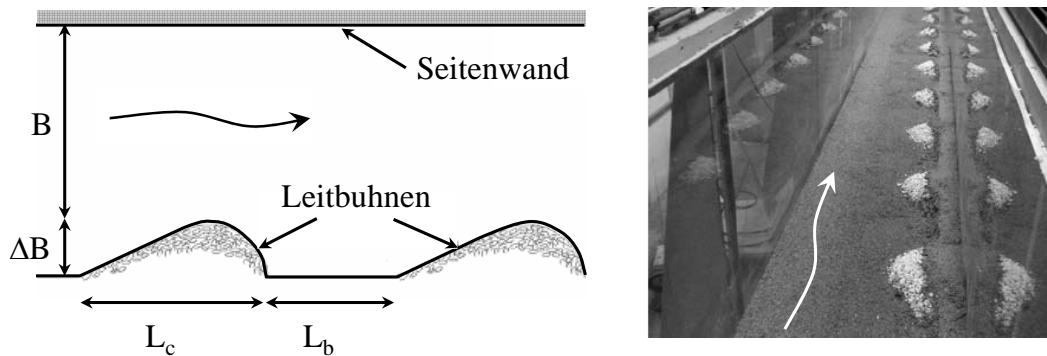 Seitenwand
B
Leitbuhnen
ΔB
L_c
L_b